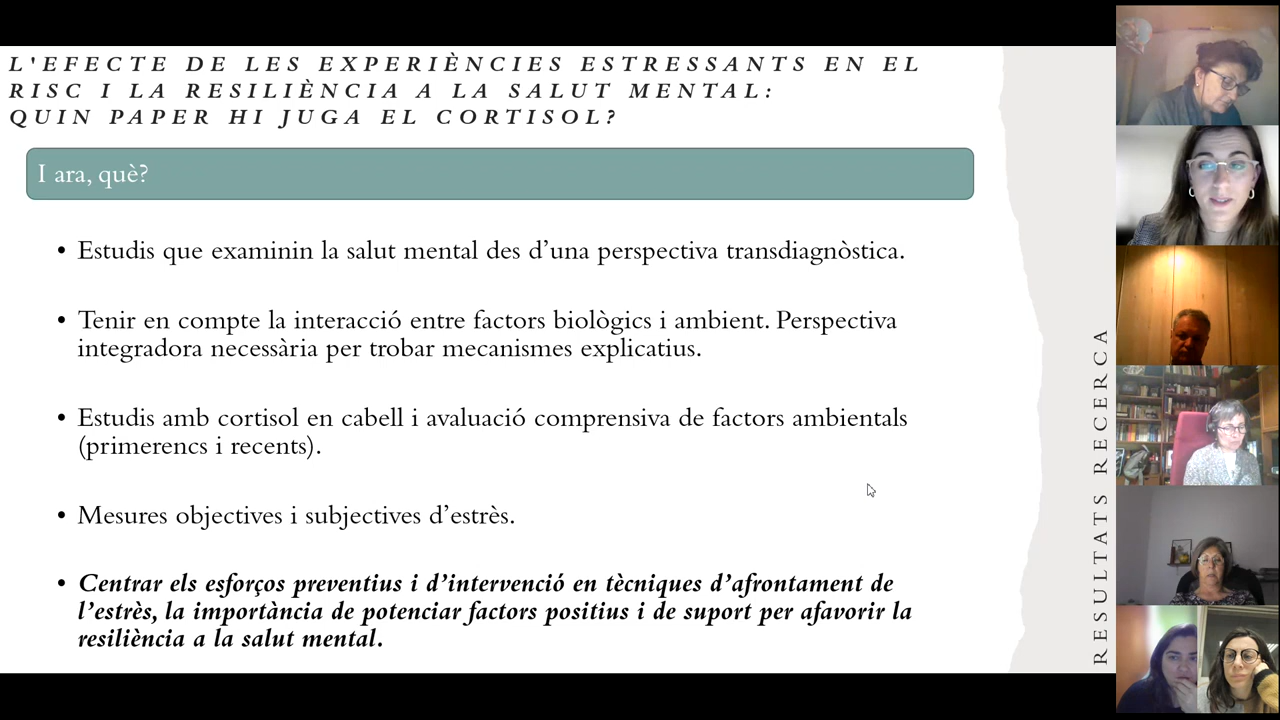 L'EFECTE DE LES EXPERIÈNCIES ESTRESSANTS EN EL
RISC I LA RESILIÈNCIA A LA SALUT MENTAL:
QUIN PAPER HI JUGA EL CORTISOL?
I ara, què?
• Estudis que examinin la salut mental des d’una perspectiva transdiagnòstica.
• Tenir en compte la interacció entre factors biològics i ambient. Perspectiva
integradora necessària per trobar mecanismes explicatius.
• Estudis amb cortisol en cabell i avaluació comprensiva de factors ambientals
(primerencs i recents).
• Mesures objectives i subjectives d’estrès.
• Centrar els esforços preventius i d’intervenció en tècniques d’afrontament de
l’estrès, la importància de potenciar factors positius i de suport per afavorir la
resiliència a la salut mental.
RESULTATS RECERCA